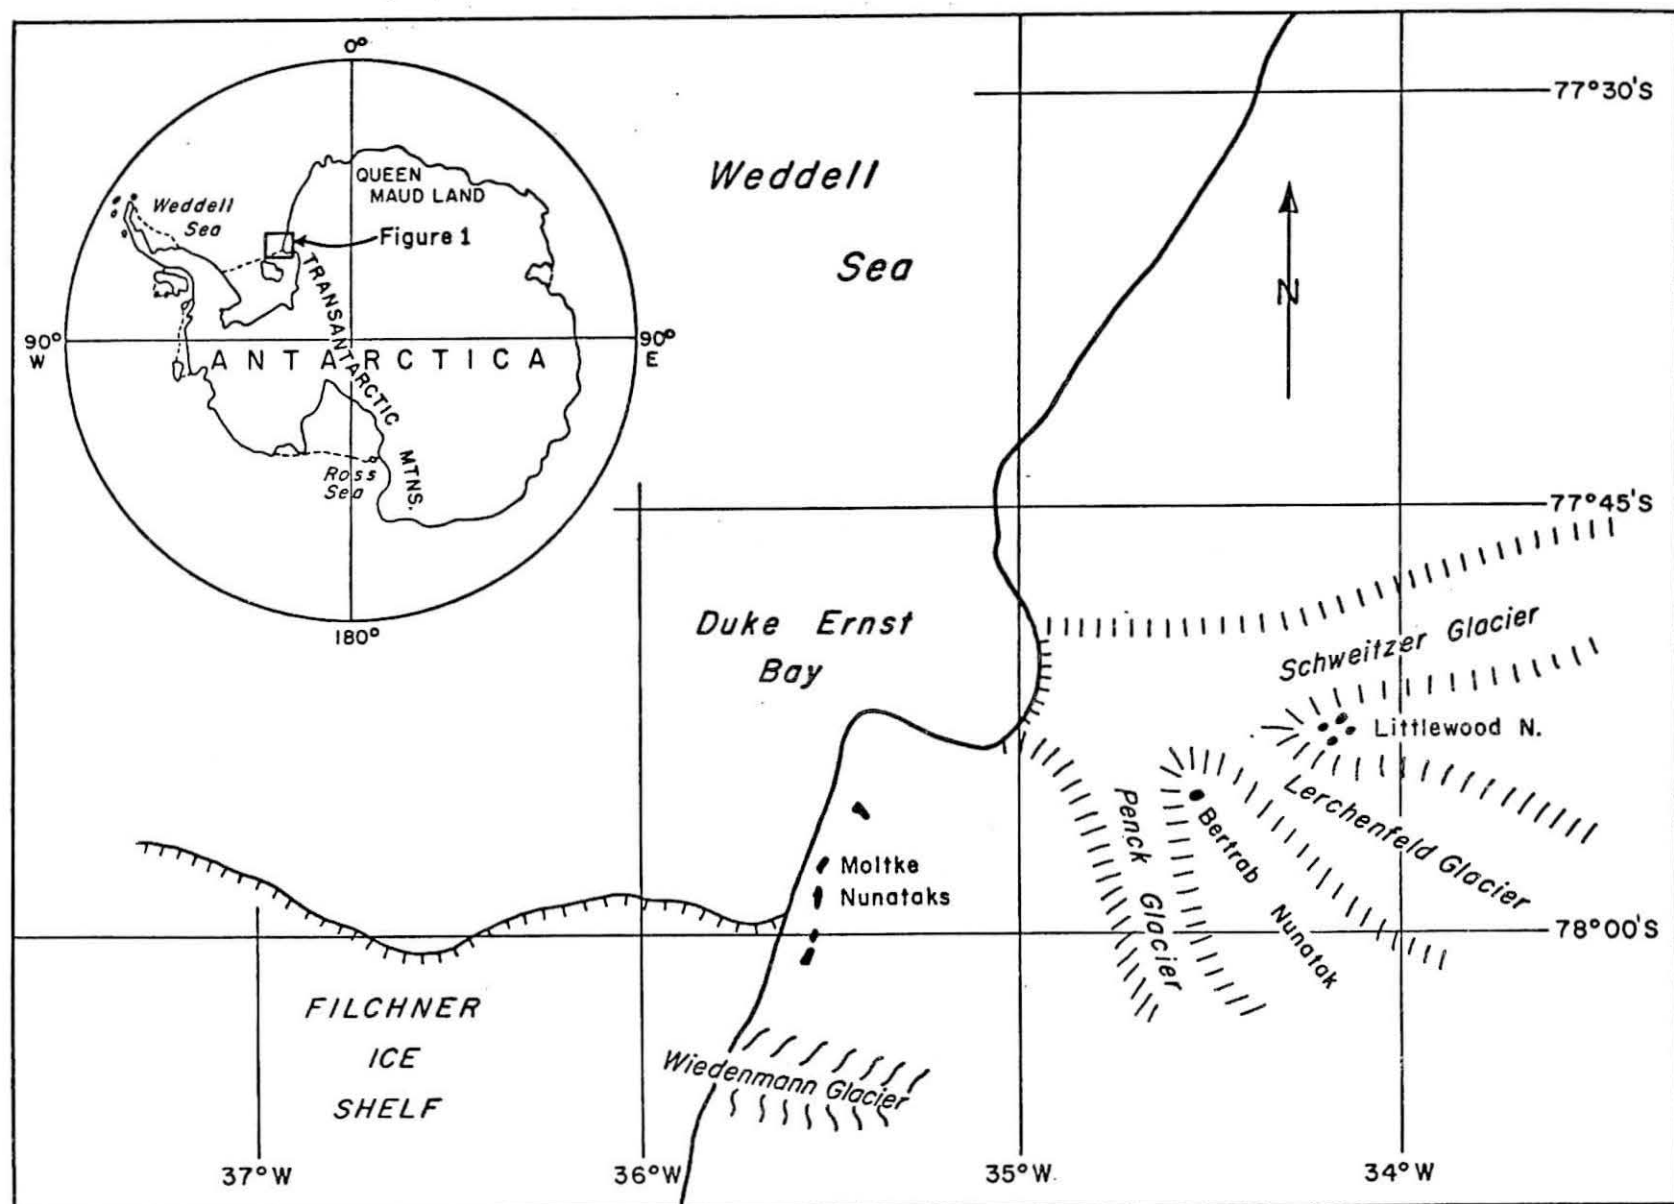 0°
QUEEN
MAUD LAND
Weddell
Sea
Figure 1
TRANSANTARCTIC MTNS.
90°
W
90°
E
ANTARCTICA
Ross
Sea
180°
Weddell
Sea
77°30'S
N
77°45'S
Duke Ernst
Bay
Schweitzer Glacier
Littlewood N.
Lerchenfeld Glacier
Penck Glacier
Bertrab Nunatak
Moltke
Nunataks
78°00'S
FILCHNER
ICE
SHELF
Wiedenmann Glacier
37°W
36°W
35°W
34°W